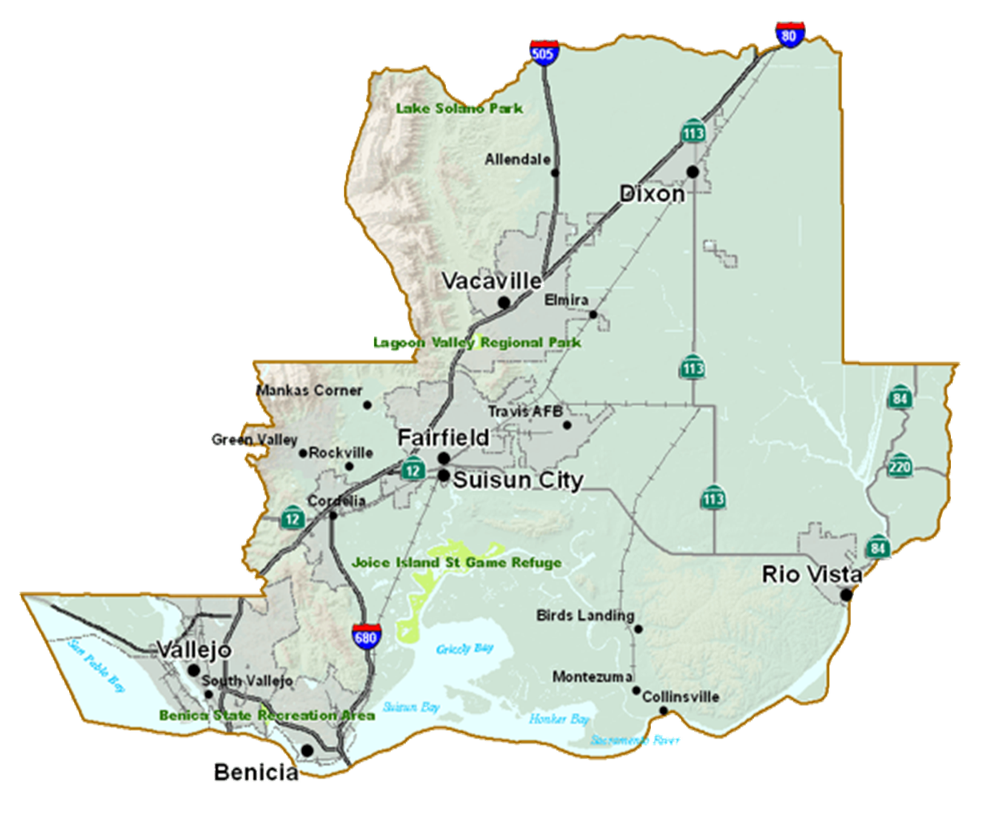 80
505
Lake Solano Park
113
Allendale
Dixon
Vacaville
Elmira
Lagoon Valley Regional Park
113
Mankas Corner
84
Travis AFB
Green Valley
Fairfield
Rockville
220
12
Suisun City
Cordelia
113
12
84
Joice Island St Game Refuge
Rio Vista
Birds Landing
680
Grizzly Bay
Vallejo
San Pablo Bay
South Vallejo
Montezuma
Collinsville
Suisun Bay
Benica State Recreation Area
Honker Bay
Sacramento River
Benicia